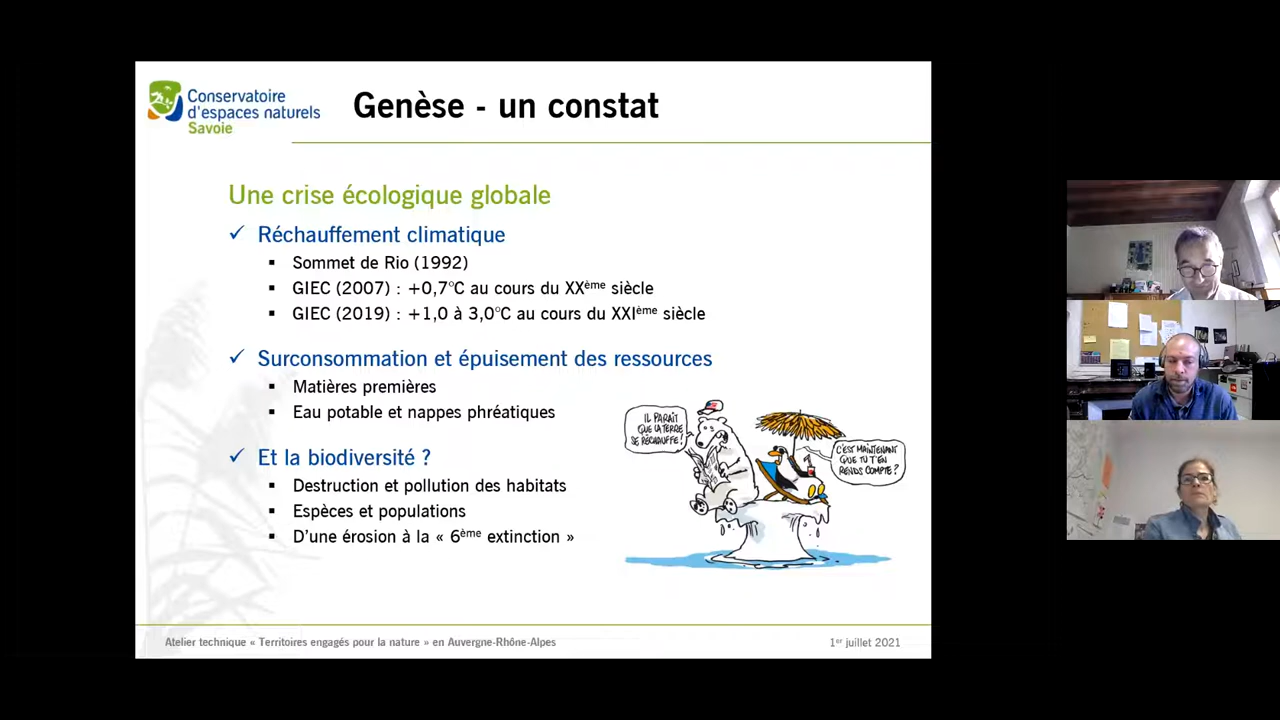 Conservatoire
d'espaces naturels
Savoie
Genèse - un constat
Une crise écologique globale
✓ Réchauffement climatique
▪ Sommet de Rio (1992)
▪ GIEC (2007) : +0,7°C au cours du XXème siècle
▪ GIEC (2019) : +1,0 à 3,0°C au cours du XXIème siècle
✓ Surconsommation et épuisement des ressources
▪ Matières premières
▪ Eau potable et nappes phréatiques
✓ Et la biodiversité ?
▪ Destruction et pollution des habitats
▪ Espèces et populations
▪ D'une érosion à la « 6ème extinction »
IL PARAÎT
QUE LA TERRE
SE RÉCHAUFFE !
C'EST MAINTENANT
QUE TU T'EN
RENDS COMPTE ?
Atelier technique « Territoires engagés pour la nature » en Auvergne-Rhône-Alpes
1er juillet 2021